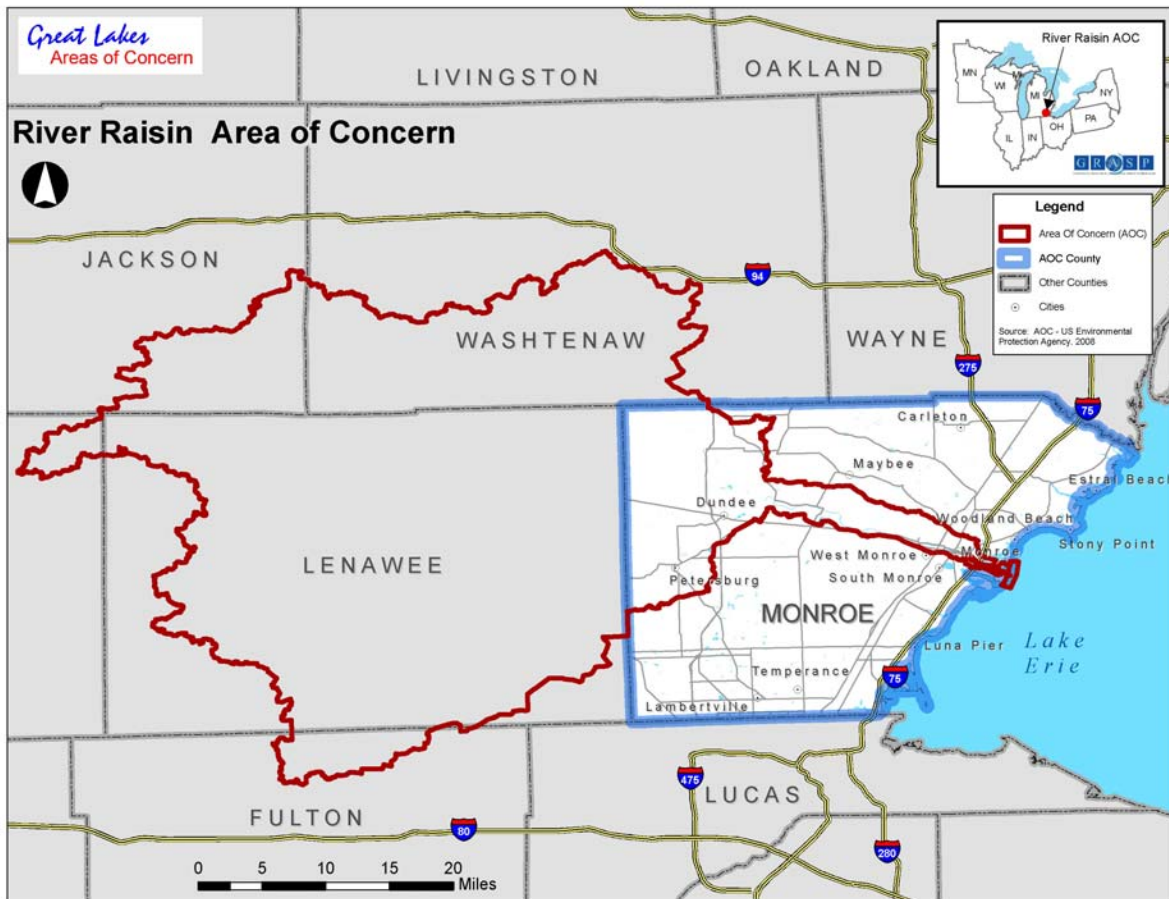 Great Lakes
Areas of Concern
River Raisin Area of Concern
LIVINGSTON
OAKLAND
JACKSON
WASHTENAW
WAYNE
LENAWEE
MONROE
FULTON
LUCAS
94
275
75
75
475
80
280
Carleton
Maybee
Estral Beach
Dundee
Woodland Beach
Stony Point
West Monroe
Monroe
South Monroe
Petersburg
Luna Pier
Temperance
Lambertville
Lake
Erie
0 5 10 15 20
Miles
River Raisin AOC
MN
WI
MI
MI
NY
PA
IL
IN
OH
GRASP
Legend
Area Of Concern (AOC)
AOC County
Other Counties
Cities
Source: AOC - US Environmental
Protection Agency, 2008